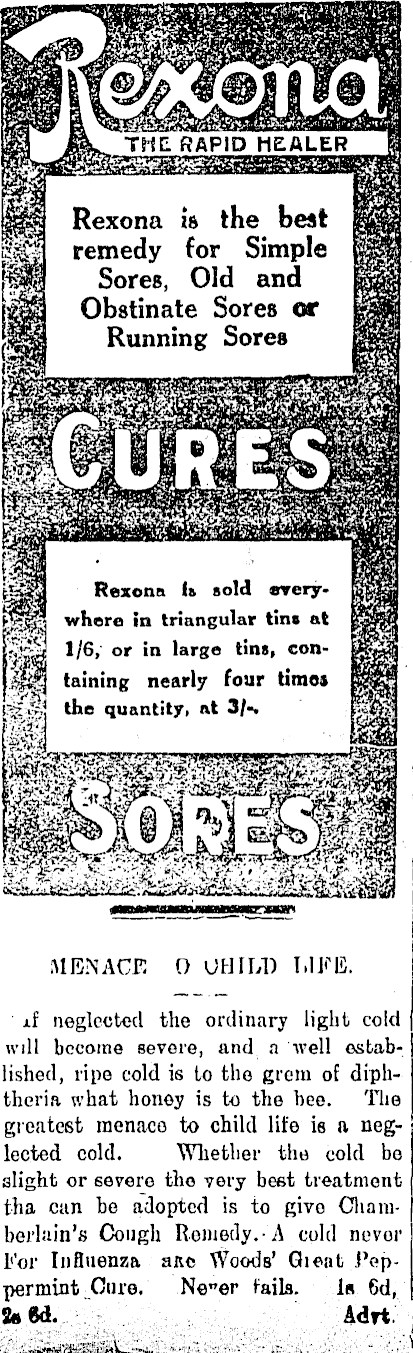 Rexona
THE RAPID HEALER
Rexona is the best
remedy for Simple
Sores, Old and
Obstinate Sores or
Running Sores
CURES
Rexona is sold every-
where in triangular tins at
1/6, or in large tins, con-
taining nearly four times
the quantity, at 3/-.
SORES
MENACE O CHILD LIFE.
If neglected the ordinary light cold
will become severe, and a well estab-
lished, ripe cold is to the grem of diph-
theria what honey is to the bee. The
greatest menace to child life is a neg-
lected cold. Whether the cold be
slight or severe the very best treatment
tha can be adopted is to give Cham-
berlain's Cough Remedy. A cold never
For Influenza and Woods' Great Pep-
permint Cure. Never fails. 1s 6d,
2s 6d. Advt.